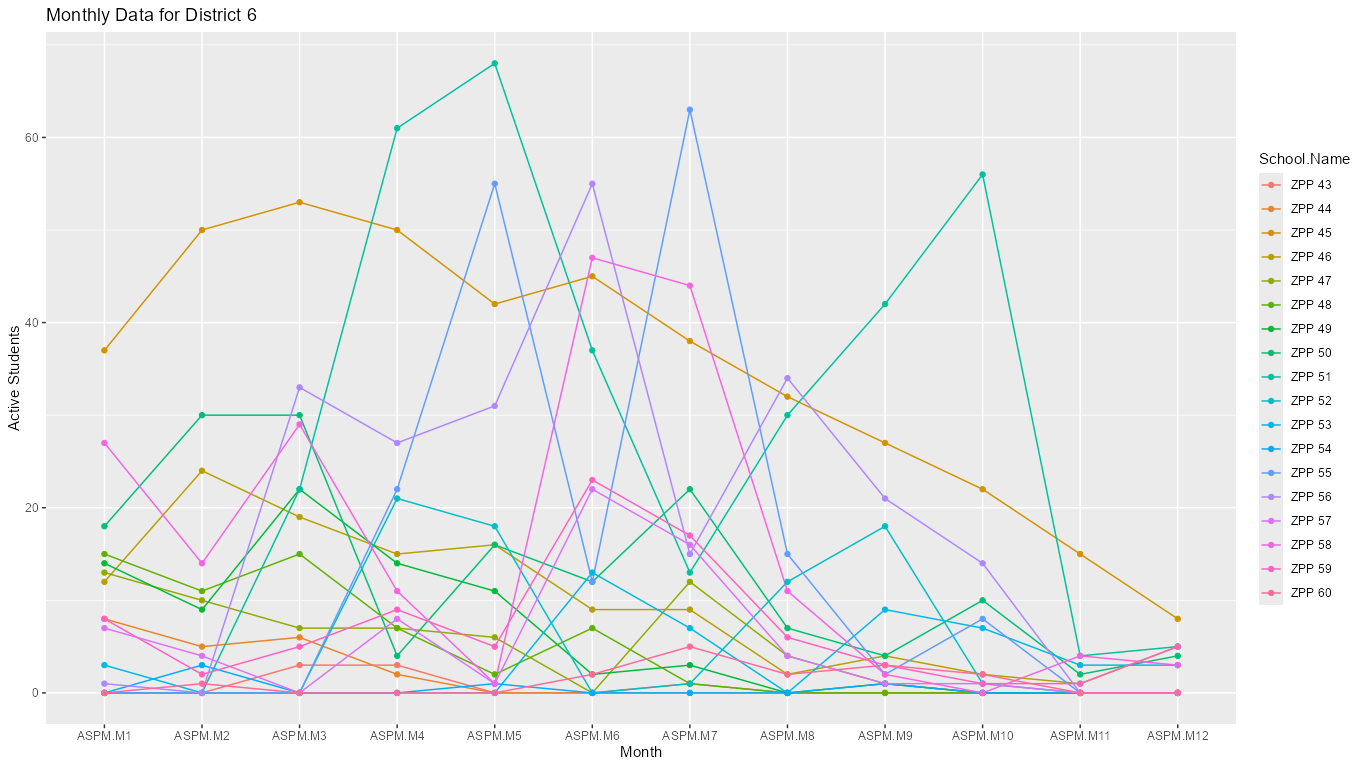 Monthly Data for District 6
Active Students
60
40
20
0
ASPM.M1 ASPM.M2 ASPM.M3 ASPM.M4 ASPM.M5 ASPM.M6 ASPM.M7 ASPM.M8 ASPM.M9 ASPM.M10 ASPM.M11 ASPM.M12
Month
School.Name
ZPP 43
ZPP 44
ZPP 45
ZPP 46
ZPP 47
ZPP 48
ZPP 49
ZPP 50
ZPP 51
ZPP 52
ZPP 53
ZPP 54
ZPP 55
ZPP 56
ZPP 57
ZPP 58
ZPP 59
ZPP 60